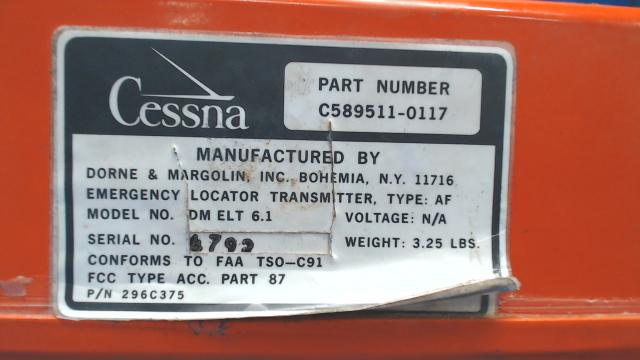 Cessna
PART NUMBER
C589511-0117
MANUFACTURED BY
DORNE & MARGOLIN, INC. BOHEMIA, N.Y. 11716
EMERGENCY LOCATOR TRANSMITTER, TYPE: AF
MODEL NO. DM ELT 6.1 VOLTAGE: N/A
SERIAL NO. WEIGHT: 3.25 LBS.
CONFORMS TO FAA TSO-C91
FCC TYPE ACC. PART 87
P/N 296C375